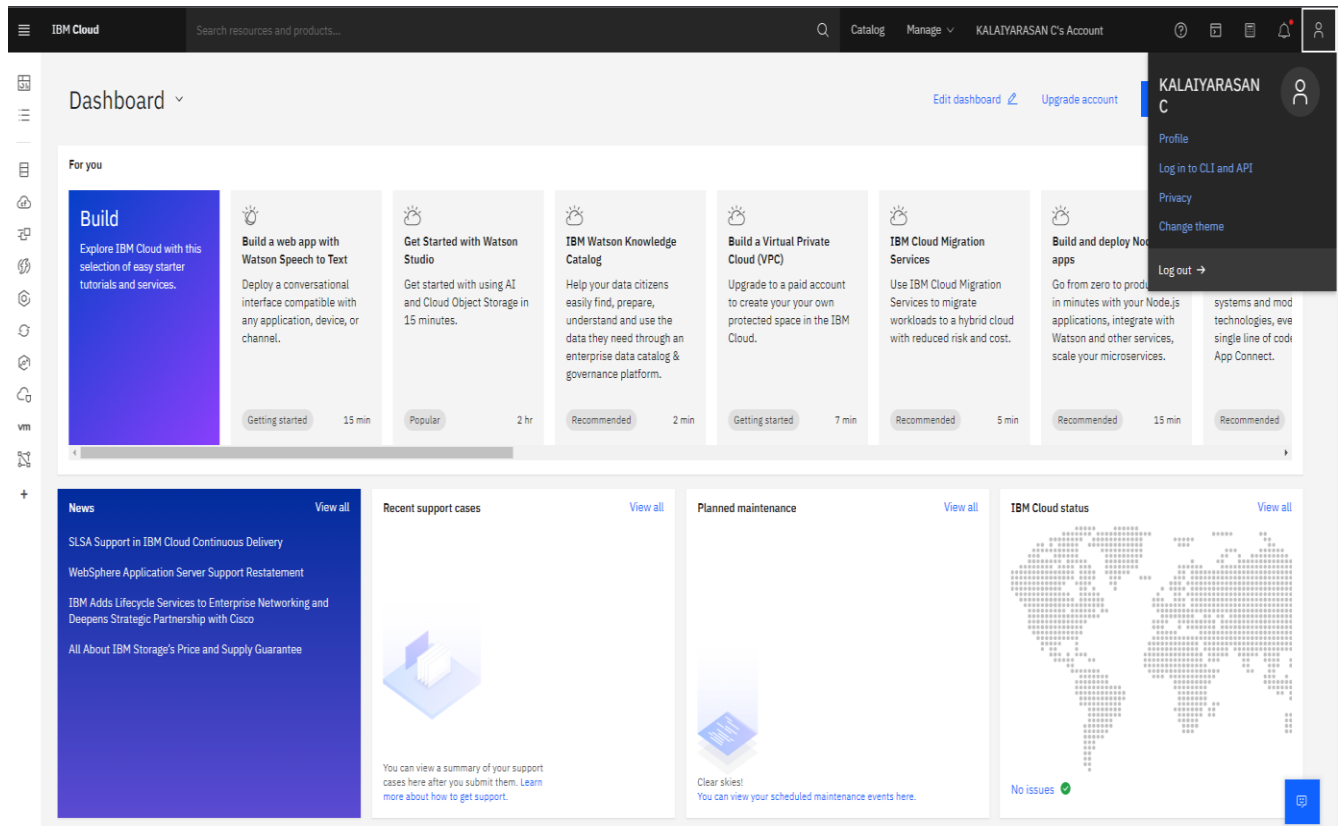 IBM Cloud
Search resources and products...
Catalog
Manage
KALAIYARASAN C's Account
KALAIYARASAN
C
Profile
Log in to CLI and API
Privacy
Change theme
Log out →
Dashboard
Edit dashboard
Upgrade account
For you
Build
Explore IBM Cloud with this
selection of easy starter
tutorials and services.
Build a web app with
Watson Speech to Text
Deploy a conversational
interface compatible with
any application, device, or
channel.
Getting started
15 min
Get Started with Watson
Studio
Get started with using AI
and Cloud Object Storage in
15 minutes.
Popular
2 hr
IBM Watson Knowledge
Catalog
Help your data citizens
easily find, prepare,
understand and use the
data they need through an
enterprise data catalog &
governance platform.
Recommended
2 min
Build a Virtual Private
Cloud (VPC)
Upgrade to a paid account
to create your your own
protected space in the IBM
Cloud.
Getting started
7 min
IBM Cloud Migration
Services
Use IBM Cloud Migration
Services to migrate
workloads to a hybrid cloud
with reduced risk and cost.
Recommended
5 min
Build and deploy
apps
Go from zero to
in minutes with your Node.js
applications, integrate with
Watson and other services,
scale your microservices.
Recommended
15 min
systems and mod
technologies, eve
single line of code
App Connect.
Recommended
vm
+
News
View all
SLSA Support in IBM Cloud Continuous Delivery
WebSphere Application Server Support Restatement
IBM Adds Lifecycle Services to Enterprise Networking and
Deepens Strategic Partnership with Cisco
All About IBM Storage's Price and Supply Guarantee
Recent support cases
View all
You can view a summary of your support
cases here after you submit them. Learn
more about how to get support.
Planned maintenance
View all
Clear skies!
You can view your scheduled maintenance events here.
IBM Cloud status
View all
No issues